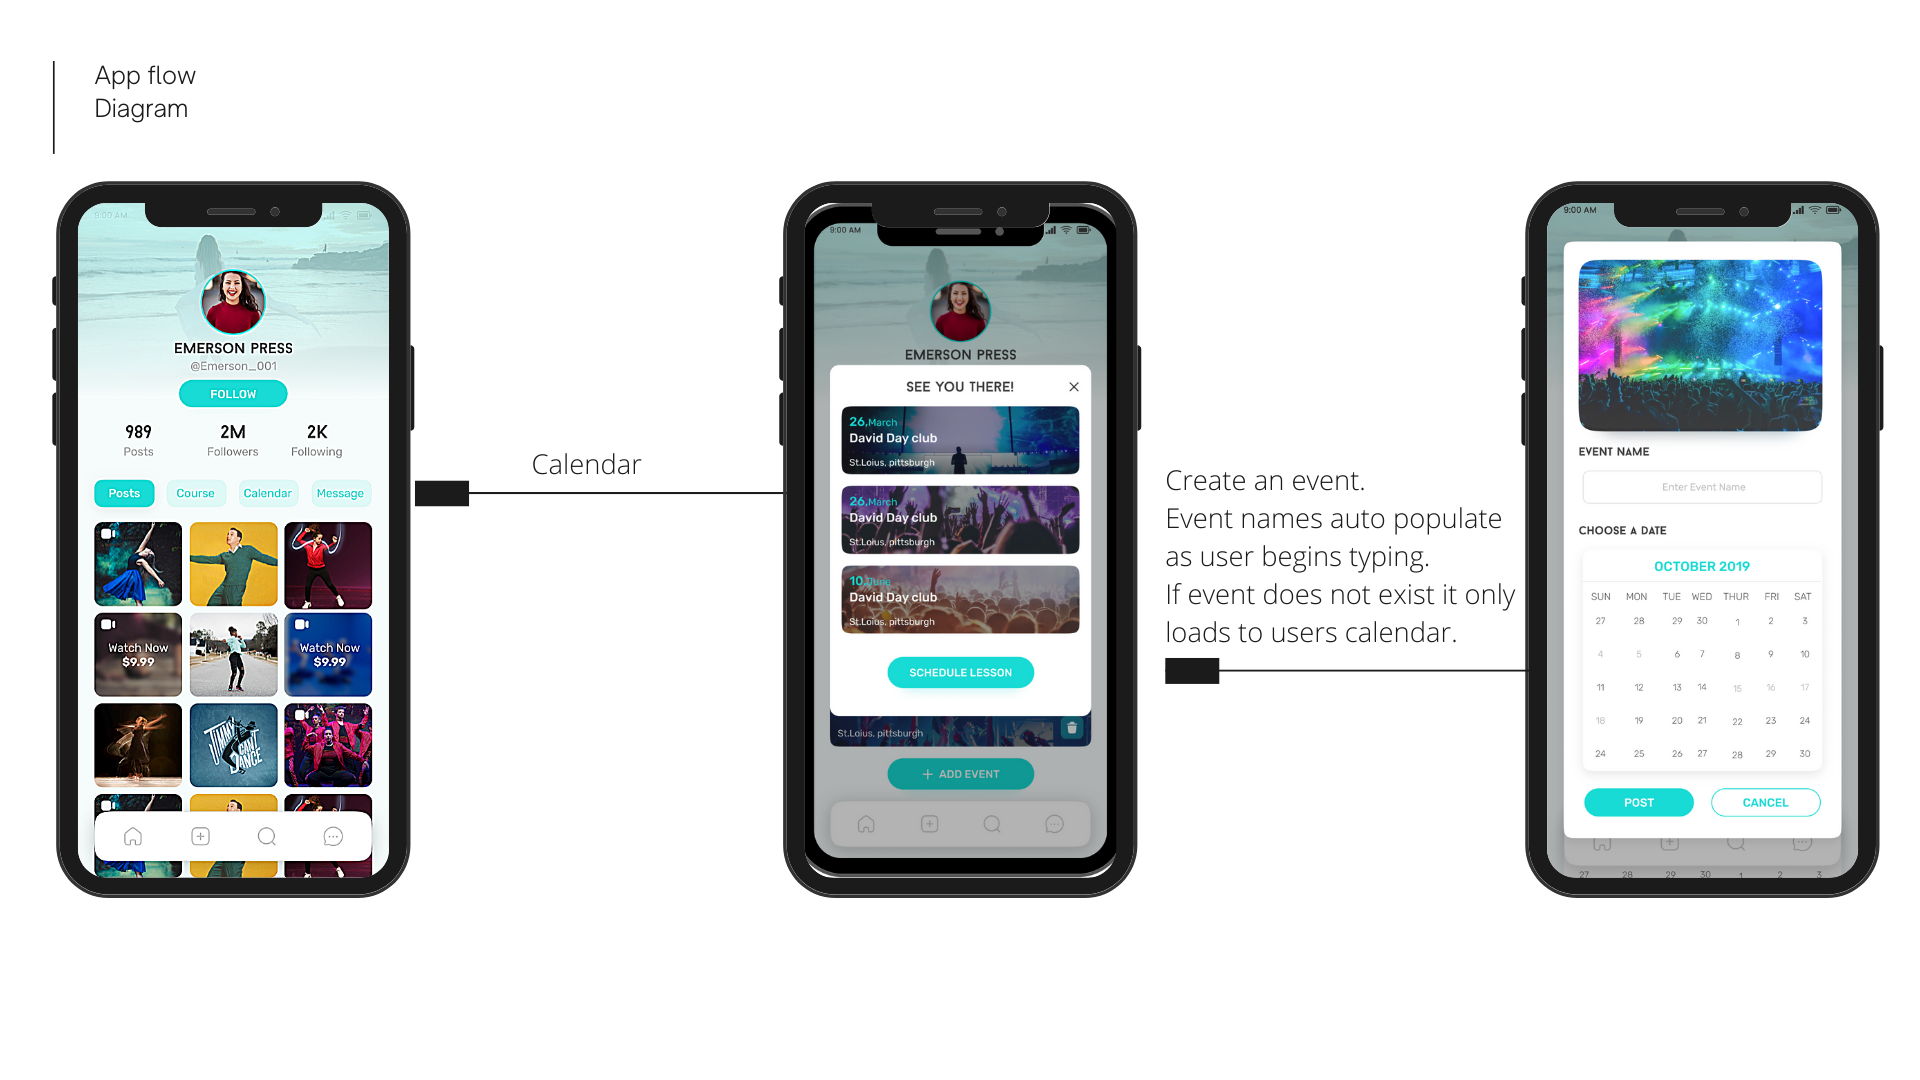 App flow
Diagram
9:00 AM
EMERSON PRESS
@Emerson_001
FOLLOW
989 2M 2K
Posts Followers Following
Posts Course Calendar Message
Watch Now
$9.99
Watch Now
$9.99
JIMMY
CAN'T
DANCE
Calendar
9:00 AM
EMERSON PRESS
SEE YOU THERE!
26,March
David Day club
St.Loius, pittsburgh
26,March
David Day club
St.Loius, pittsburgh
10,June
David Day club
St.Loius, pittsburgh
SCHEDULE LESSON
St.Loius, pittsburgh
+ ADD EVENT
Create an event.
Event names auto populate
as user begins typing.
If event does not exist it only
loads to users calendar.
9:00 AM
EVENT NAME
Enter Event Name
CHOOSE A DATE
OCTOBER 2019
SUN MON TUE WED THUR FRI SAT
27 28 29 30 1 2 3
4 5 6 7 8 9 10
11 12 13 14 15 16 17
18 19 20 21 22 23 24
24 25 26 27 28 29 30
POST CANCEL
27 28 29 30 1 2 3